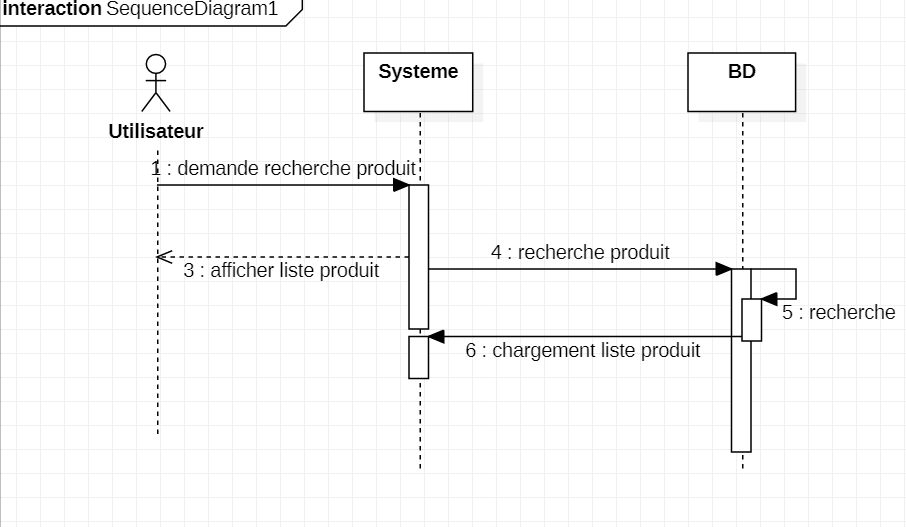 interaction SequenceDiagram1
Systeme
BD
Utilisateur
1 : demande recherche produit
4 : recherche produit
3 : afficher liste produit
5 : recherche
6 : chargement liste produit